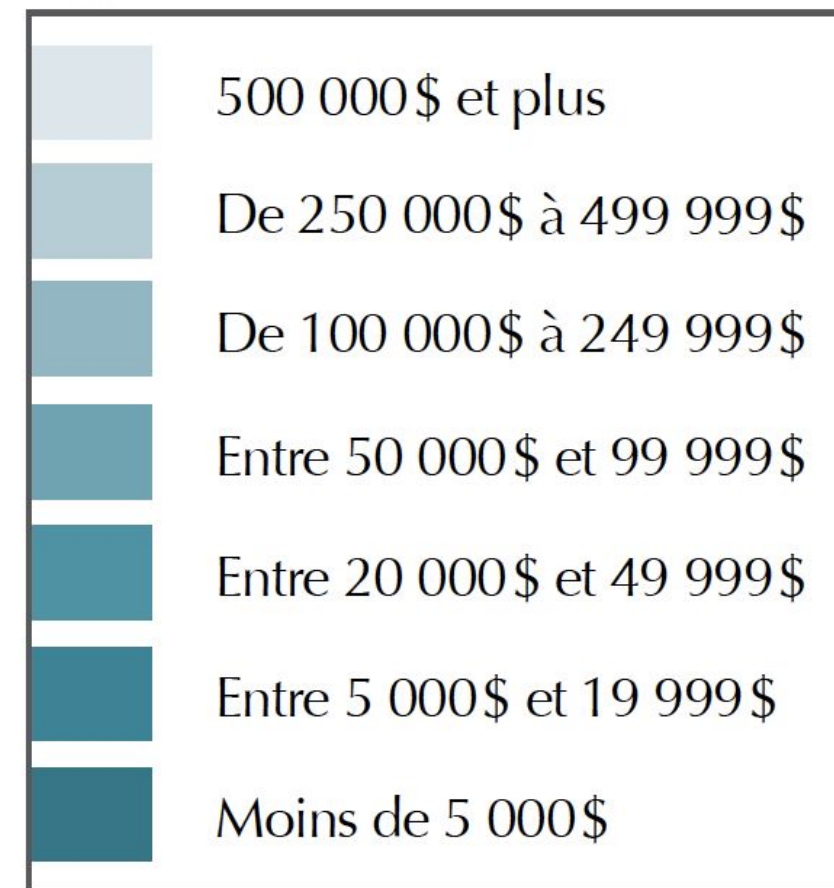 500 000$ et plus
De 250 000$ à 499 999$
De 100 000$ à 249 999$
Entre 50 000$ et 99 999$
Entre 20 000$ et 49 999$
Entre 5 000$ et 19 999$
Moins de 5 000$